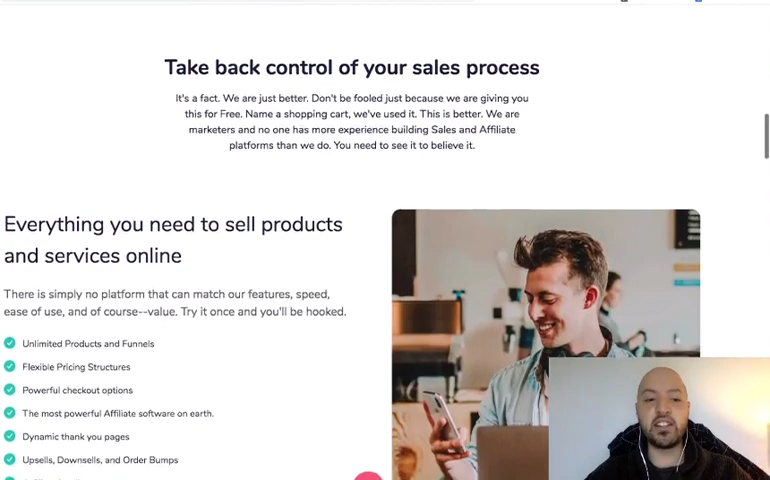 Take back control of your sales process
It's a fact. We are just better. Don't be fooled just because we are giving you
this for Free. Name a shopping cart, we've used it. This is better. We are
marketers and no one has more experience building Sales and Affiliate
platforms than we do. You need to see it to believe it.
Everything you need to sell products
and services online
There is simply no platform that can match our features, speed,
ease of use, and of course--value. Try it once and you'll be hooked.
Unlimited Products and Funnels
Flexible Pricing Structures
Powerful checkout options
The most powerful Affiliate software on earth.
Dynamic thank you pages
Upsells, Downsells, and Order Bumps